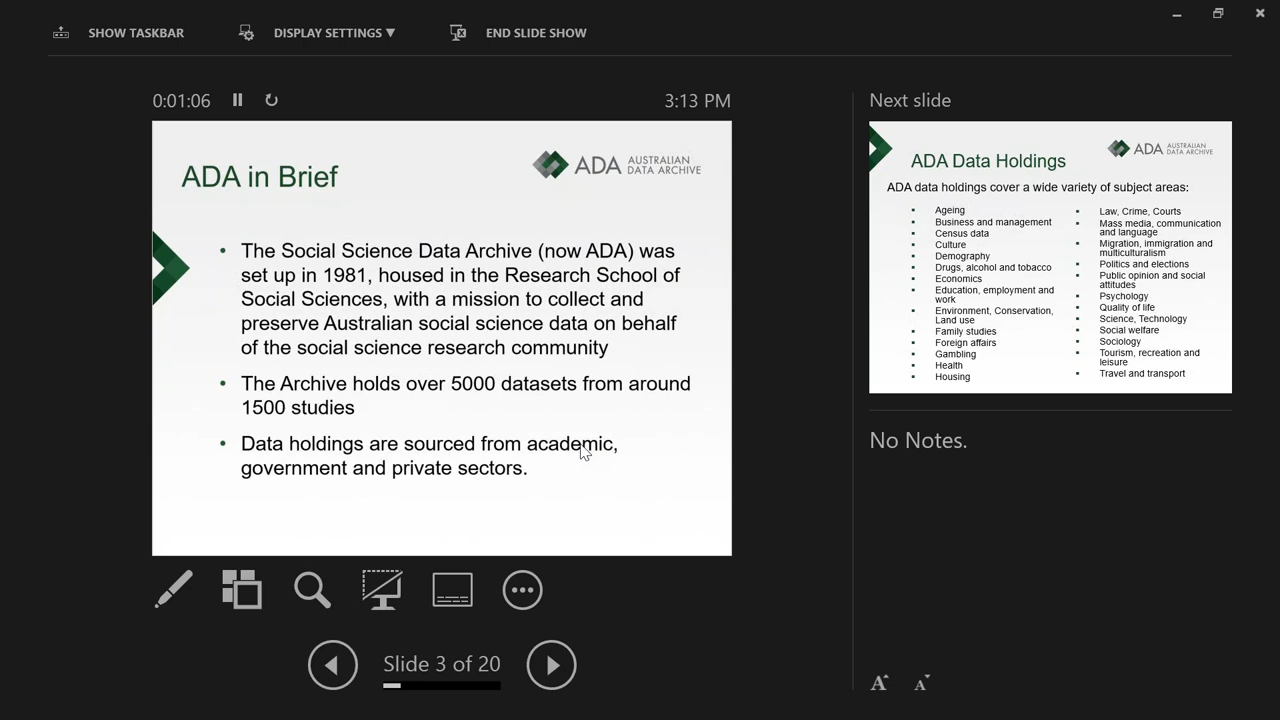 SHOW TASKBAR
DISPLAY SETTINGS ▼
END SLIDE SHOW
0:01:06
3:13 PM
ADA in Brief
ADA AUSTRALIAN
DATA ARCHIVE
• The Social Science Data Archive (now ADA) was
set up in 1981, housed in the Research School of
Social Sciences, with a mission to collect and
preserve Australian social science data on behalf
of the social science research community
• The Archive holds over 5000 datasets from around
1500 studies
• Data holdings are sourced from academic,
government and private sectors.
Slide 3 of 20
Next slide
ADA Data Holdings
ADA AUSTRALIAN
DATA ARCHIVE
ADA data holdings cover a wide variety of subject areas:
▪ Ageing
▪ Business and management
▪ Census data
▪ Culture
▪ Demography
▪ Drugs, alcohol and tobacco
▪ Economics
▪ Education, employment and
work
▪ Environment, Conservation,
Land use
▪ Family studies
▪ Foreign affairs
▪ Gambling
▪ Health
▪ Housing
▪ Law, Crime, Courts
▪ Mass media, communication
and language
▪ Migration, immigration and
multiculturalism
▪ Politics and elections
▪ Public opinion and social
attitudes
▪ Psychology
▪ Quality of life
▪ Science, Technology
▪ Social welfare
▪ Sociology
▪ Tourism, recreation and
leisure
▪ Travel and transport
No Notes.
A A